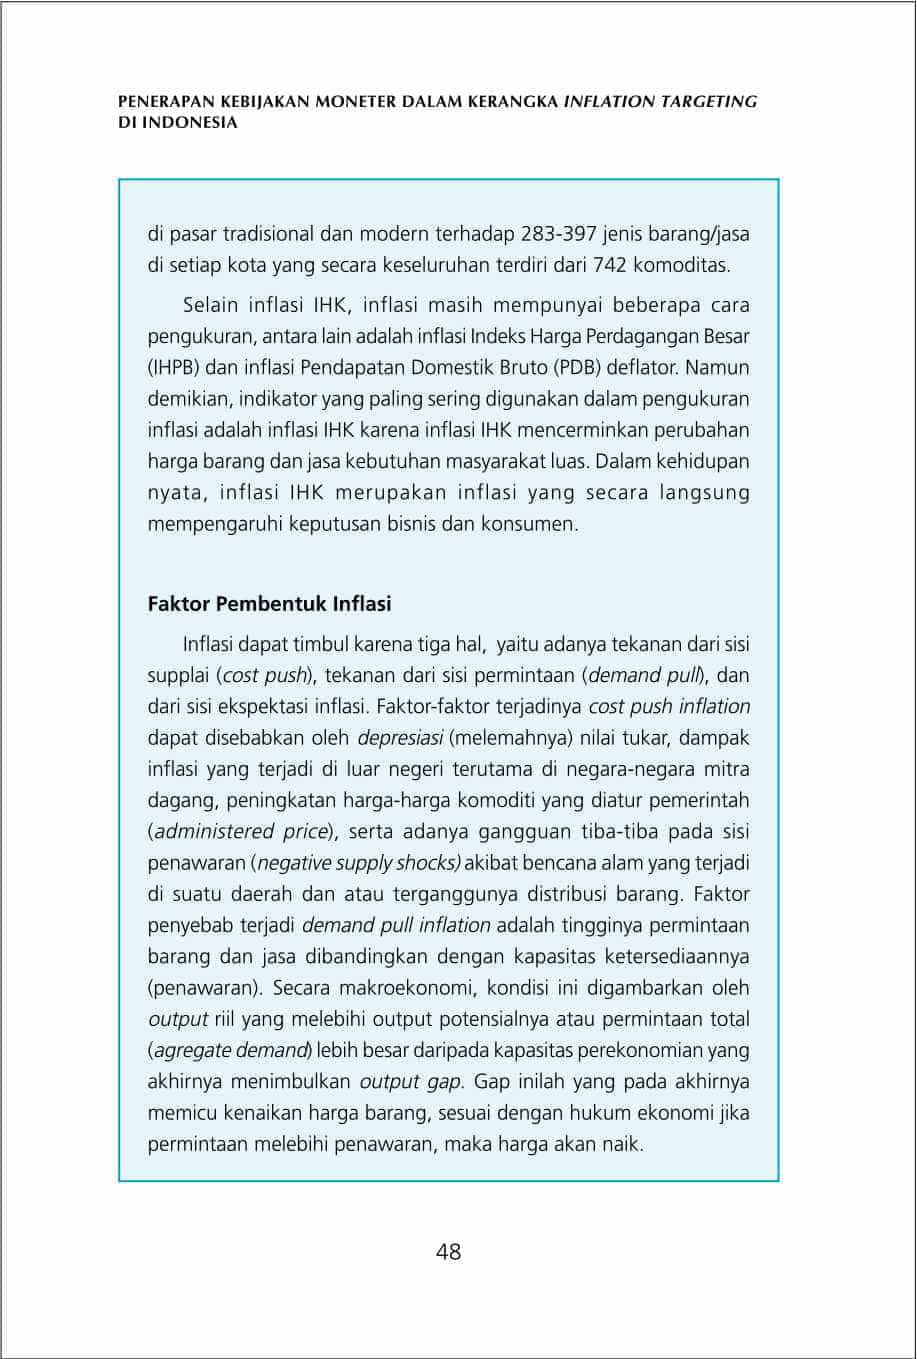 PENERAPAN KEBIJAKAN MONETER DALAM KERANGKA INFLATION TARGETING
DI INDONESIA
di pasar tradisional dan modern terhadap 283-397 jenis barang/jasa
di setiap kota yang secara keseluruhan terdiri dari 742 komoditas.
Selain inflasi IHK, inflasi masih mempunyai beberapa cara
pengukuran, antara lain adalah inflasi Indeks Harga Perdagangan Besar
(IHPB) dan inflasi Pendapatan Domestik Bruto (PDB) deflator. Namun
demikian, indikator yang paling sering digunakan dalam pengukuran
inflasi adalah inflasi IHK karena inflasi IHK mencerminkan perubahan
harga barang dan jasa kebutuhan masyarakat luas. Dalam kehidupan
nyata, inflasi IHK merupakan inflasi yang secara langsung
mempengaruhi keputusan bisnis dan konsumen.
Faktor Pembentuk Inflasi
Inflasi dapat timbul karena tiga hal, yaitu adanya tekanan dari sisi
supplai (cost push), tekanan dari sisi permintaan (demand pull), dan
dari sisi ekspektasi inflasi. Faktor-faktor terjadinya cost push inflation
dapat disebabkan oleh depresiasi (melemahnya) nilai tukar, dampak
inflasi yang terjadi di luar negeri terutama di negara-negara mitra
dagang, peningkatan harga-harga komoditi yang diatur pemerintah
(administered price), serta adanya gangguan tiba-tiba pada sisi
penawaran (negative supply shocks) akibat bencana alam yang terjadi
di suatu daerah dan atau terganggunya distribusi barang. Faktor
penyebab terjadi demand pull inflation adalah tingginya permintaan
barang dan jasa dibandingkan dengan kapasitas ketersediaannya
(penawaran). Secara makroekonomi, kondisi ini digambarkan oleh
output riil yang melebihi output potensialnya atau permintaan total
(agregate demand) lebih besar daripada kapasitas perekonomian yang
akhirnya menimbulkan output gap. Gap inilah yang pada akhirnya
memicu kenaikan harga barang, sesuai dengan hukum ekonomi jika
permintaan melebihi penawaran, maka harga akan naik.
48